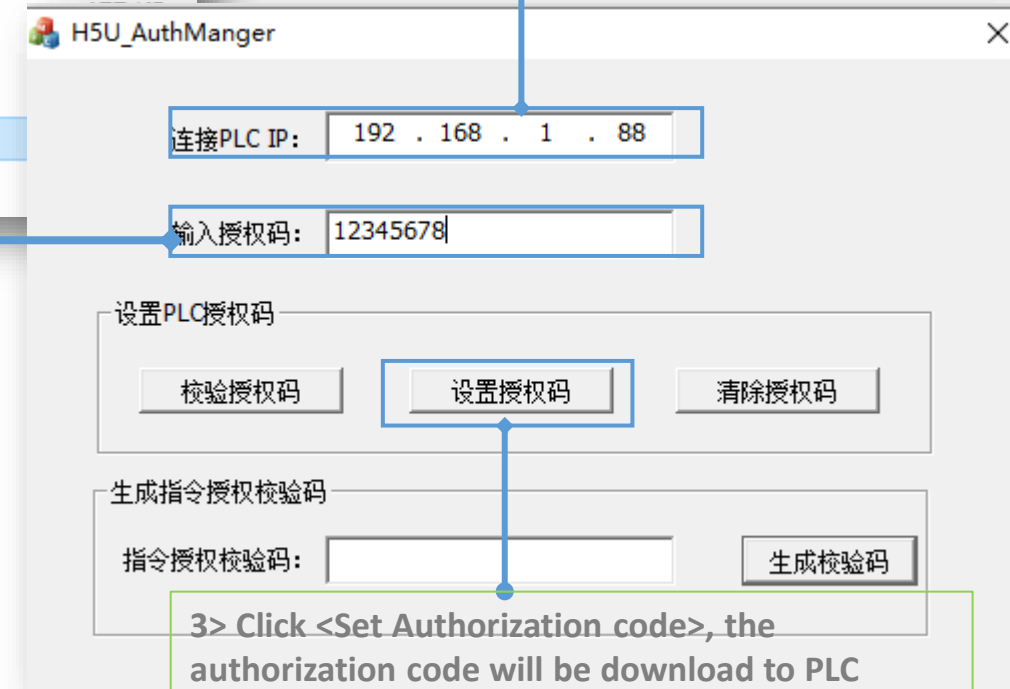 H5U_AuthManger
连接PLC IP: 192 . 168 . 1 . 88
输入授权码: 12345678
设置PLC授权码
校验授权码 设置授权码 清除授权码
生成指令授权校验码
指令授权校验码: 生成校验码
3> Click <Set Authorization code>, the
authorization code will be download to PLC